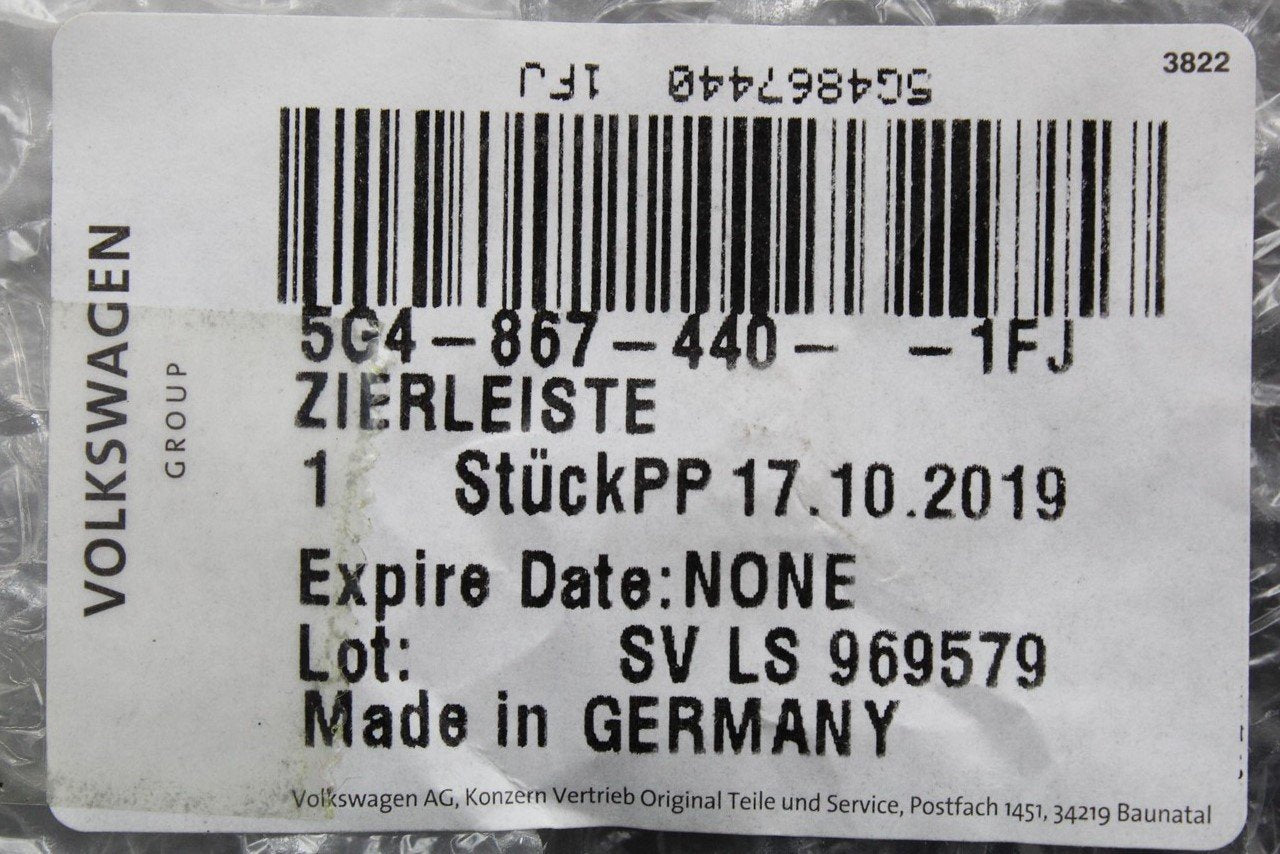 3822
5G4867440 1FJ
5G4-867-440- -1FJ
ZIERLEISTE
1 StückPP 17.10.2019
Expire Date:NONE
Lot: SV LS 969579
Made in GERMANY
Volkswagen AG, Konzern Vertrieb Original Teile und Service, Postfach 1451, 34219 Baunatal
VOLKSWAGEN
GROUP